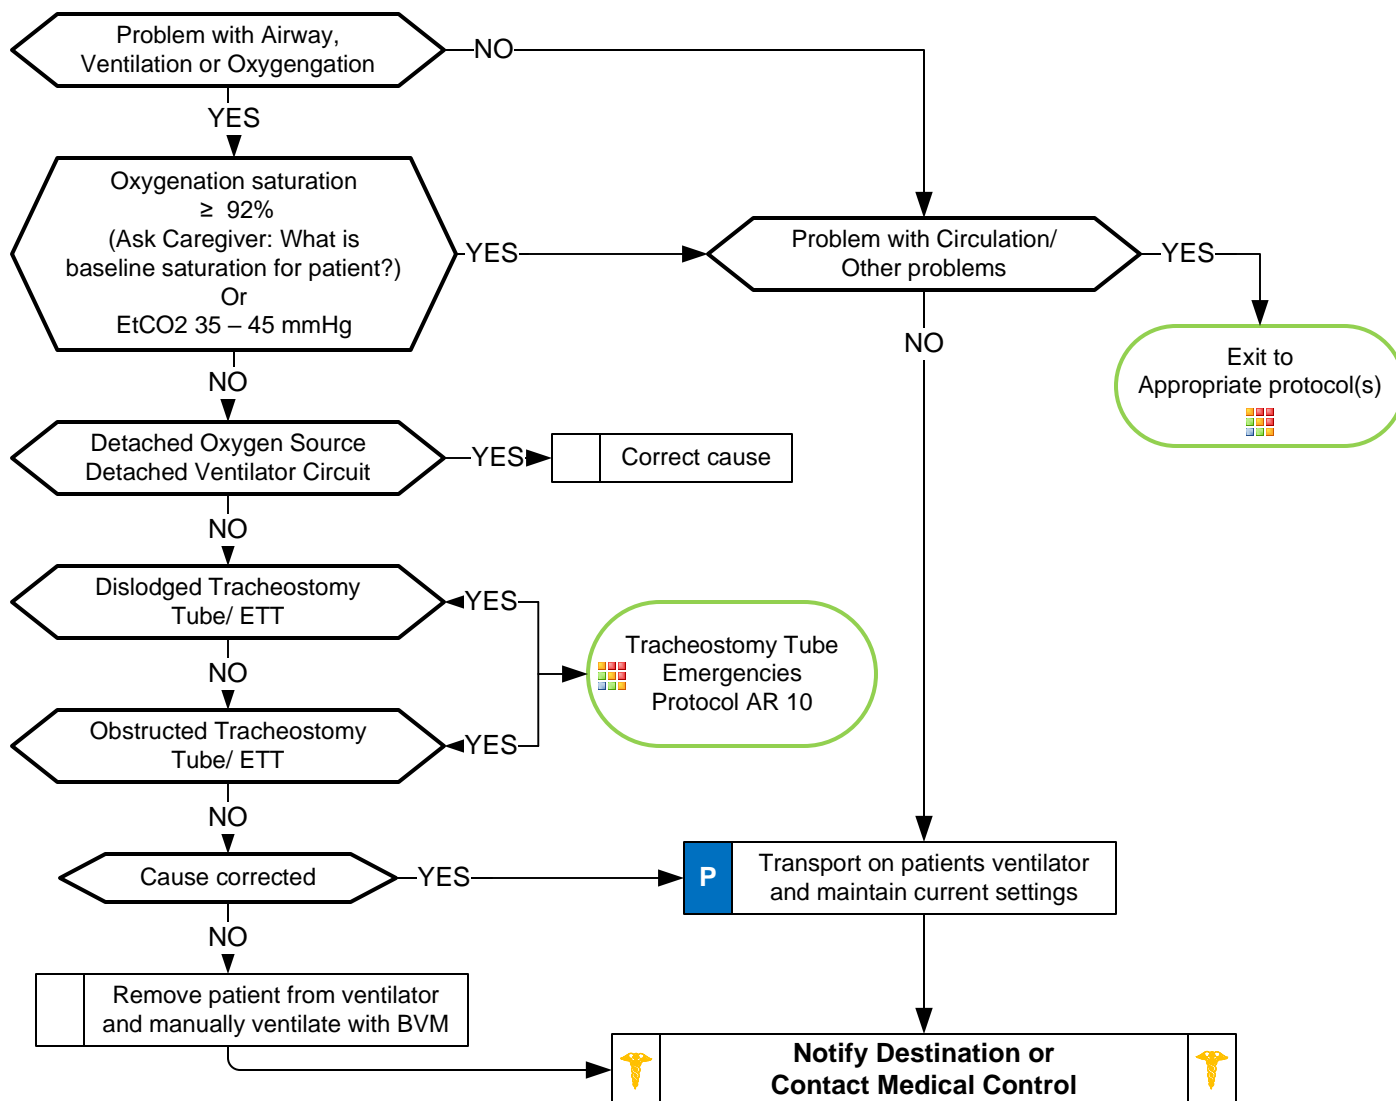 Problem with Airway,
Ventilation or Oxygengation
NO
YES
Oxygenation saturation
≥ 92%
(Ask Caregiver: What is
baseline saturation for patient?)
Or
EtCO2 35 – 45 mmHg
YES
Problem with Circulation/
Other problems
YES
NO
Exit to
Appropriate protocol(s)
NO
Detached Oxygen Source
Detached Ventilator Circuit
YES
Correct cause
NO
Dislodged Tracheostomy
Tube/ ETT
YES
Tracheostomy Tube
Emergencies
Protocol AR 10
NO
Obstructed Tracheostomy
Tube/ ETT
YES
NO
Cause corrected
YES
P
Transport on patients ventilator
and maintain current settings
NO
Remove patient from ventilator
and manually ventilate with BVM
Notify Destination or
Contact Medical Control